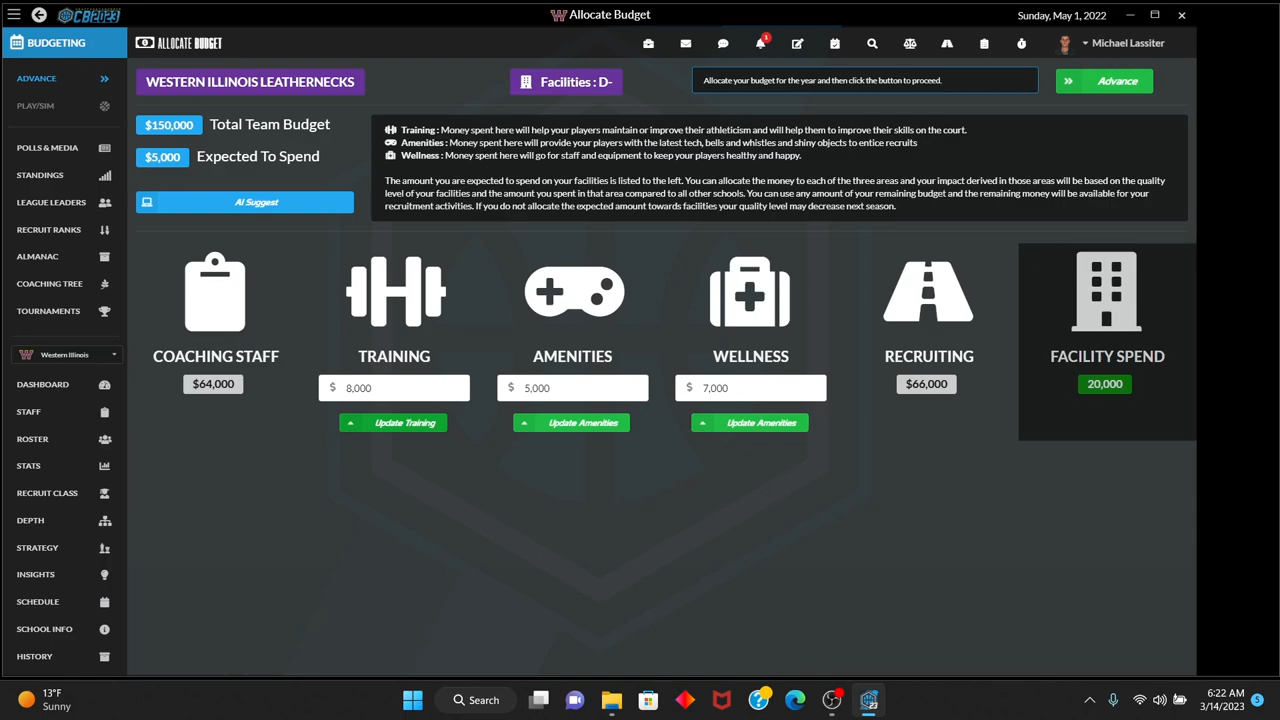 CB2023
Allocate Budget
Sunday, May 1, 2022
BUDGETING
ALLOCATE BUDGET
1
Michael Lassiter
ADVANCE
WESTERN ILLINOIS LEATHERNECKS
Facilities : D-
Allocate your budget for the year and then click the button to proceed.
Advance
PLAY/SIM
$150,000 Total Team Budget
$5,000 Expected To Spend
AI Suggest
Training : Money spent here will help your players maintain or improve their athleticism and will help them to improve their skills on the court.
Amenities : Money spent here will provide your players with the latest tech, bells and whistles and shiny objects to entice recruits
Wellness : Money spent here will go for staff and equipment to keep your players healthy and happy.
The amount you are expected to spend on your facilities is listed to the left. You can allocate the money to each of the three areas and your impact derived in those areas will be based on the quality
level of your facilities and the amount you spent in that area compared to all other schools. You can use any amount of your remaining budget and the remaining money will be available for your
recruitment activities. If you do not allocate the expected amount towards facilities your quality level may decrease next season.
POLLS & MEDIA
STANDINGS
LEAGUE LEADERS
RECRUIT RANKS
ALMANAC
COACHING TREE
TOURNAMENTS
Western Illinois
DASHBOARD
STAFF
ROSTER
STATS
RECRUIT CLASS
DEPTH
STRATEGY
INSIGHTS
SCHEDULE
SCHOOL INFO
HISTORY
COACHING STAFF
$64,000
TRAINING
$ 8,000
Update Training
AMENITIES
$ 5,000
Update Amenities
WELLNESS
$ 7,000
Update Amenities
RECRUITING
$66,000
FACILITY SPEND
20,000
13°F
Sunny
Search
23
6:22 AM
3/14/2023
5